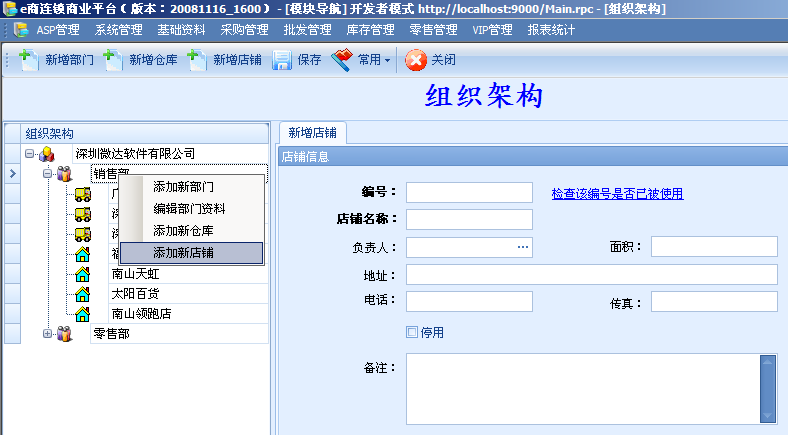 e商连锁商业平台（版本：20081116_1600）-[模块导航]开发者模式 http://localhost:9000/Main.rpc - [组织架构]
ASP管理 系统管理 基础资料 采购管理 批发管理 库存管理 零售管理 VIP管理 报表统计
新增部门 新增仓库 新增店铺 保存 常用 关闭
组织架构
组织架构
深圳微达软件有限公司
销售部
南山天虹
太阳百货
南山领跑店
零售部
添加新部门
编辑部门资料
添加新仓库
添加新店铺
新增店铺
店铺信息
编号： 检查该编号是否已被使用
店铺名称：
负责人： ... 面积：
地址：
电话： 传真：
停用
备注：